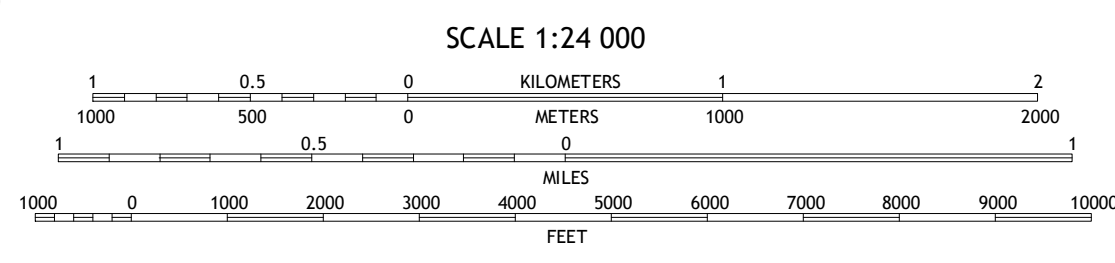 SCALE 1:24 000
1 0.5 0 KILOMETERS 1 2
1000 500 0 METERS 1000 2000
1 0.5 0 1
MILES
1000 0 1000 2000 3000 4000 5000 6000 7000 8000 9000 10000
FEET